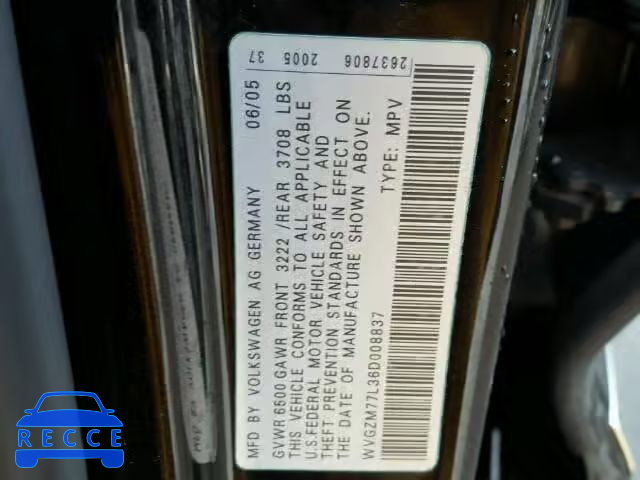 37 2005 2637806
MFD BY VOLKSWAGEN AG GERMANY 06/05
GVWR 6600 GAWR FRONT 3222 /REAR 3708 LBS
THIS VEHICLE CONFORMS TO ALL APPLICABLE
U.S.FEDERAL MOTOR VEHICLE SAFETY AND
THEFT PREVENTION STANDARDS IN EFFECT ON
THE DATE OF MANUFACTURE SHOWN ABOVE.
WVGZM77L36D008837 TYPE: MPV
RECCE